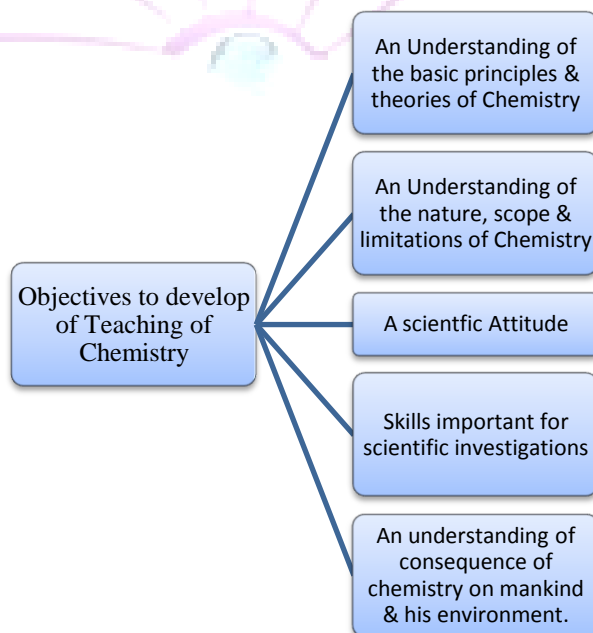 An Understanding of
the basic principles &
theories of Chemistry
An Understanding of
the nature, scope &
limitations of Chemistry
Objectives to develop
of Teaching of
Chemistry
A scientfic Attitude
Skills important for
scientific investigations
An understanding of
consequence of
chemistry on mankind
& his environment.